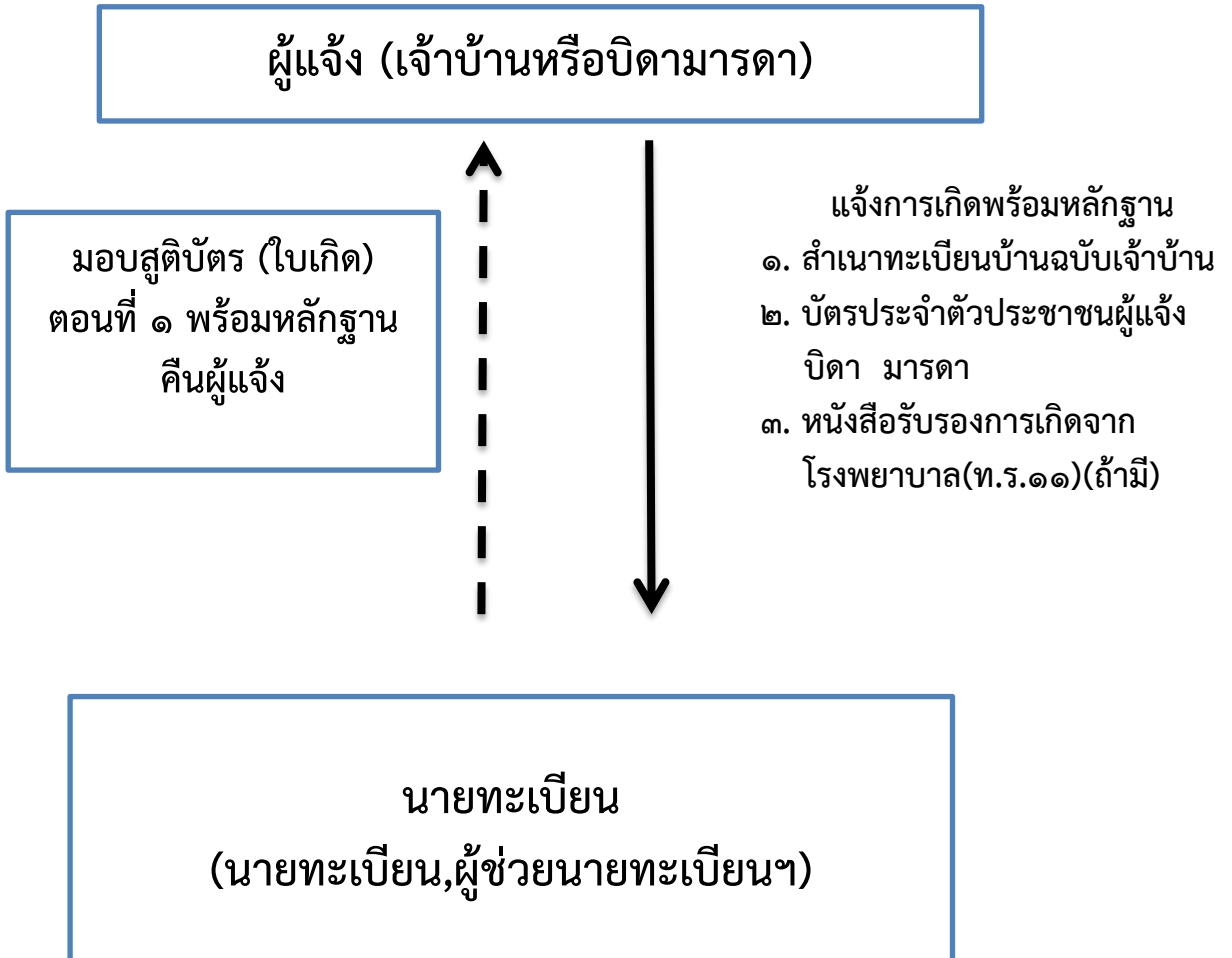 ผู้แจ้ง (เจ้าบ้านหรือบิดามารดา)
มอบสูติบัตร (ใบเกิด)
ตอนที่ ๑ พร้อมหลักฐาน
คืนผู้แจ้ง
แจ้งการเกิดพร้อมหลักฐาน
๑. สำเนาทะเบียนบ้านฉบับเจ้าบ้าน
๒. บัตรประจำตัวประชาชนผู้แจ้ง
บิดา มารดา
๓. หนังสือรับรองการเกิดจาก
โรงพยาบาล(ท.ร.๑๑)(ถ้ามี)
นายทะเบียน
(นายทะเบียน,ผู้ช่วยนายทะเบียนฯ)